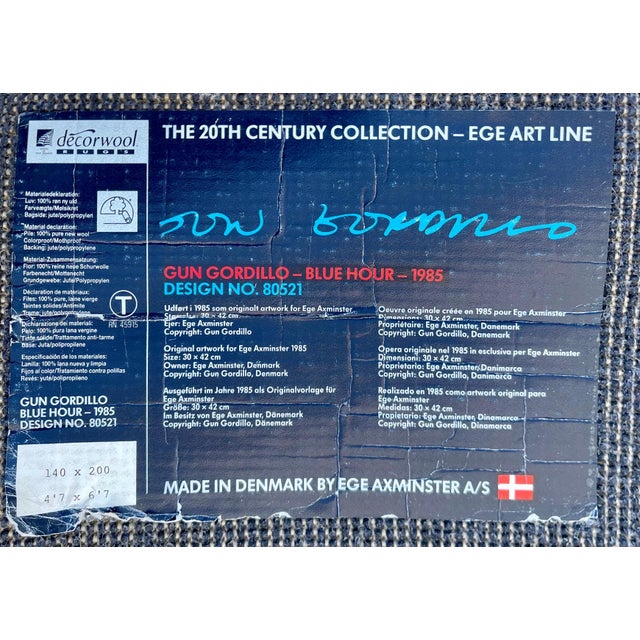 décorwool
RUGS
Materialedeklaration:
Luv: 100% ren ny uld
Farveægte/Mølsikret
Bagside: jute/polypropylen
Material declaration:
Pile: 100% pure new wool
Colorproof/Mothproof
Backing: jute/polypropylene
Material-Zusammensetzung:
Flor: 100% reine neue Schurwolle
Farbenecht/Mottenecht
Grundgewebe: Jute/Polypropylen
Déclaration de matériaux:
Files: 100% pure, laine vierge
Teintes solides/Antimite
Trame: jute/polypropylene
Dichiarazione dei materiali:
Pelo: 100% pura lana vergine
Tinte solide/Trattamento anti-tarme
Base: Juta/polipropilene
Especificación de los materiales:
Lanilla: 100% lana nueva y limpia
Fijos al color/Tratamiento contra polillas
Revés: jute/polipropileno
T
RN 45915
GUN GORDILLO
BLUE HOUR – 1985
DESIGN NO. 80521
140 x 200
4'7 x 6'7
THE 20TH CENTURY COLLECTION – EGE ART LINE
GUN GORDILLO
GUN GORDILLO – BLUE HOUR – 1985
DESIGN NO. 80521
Udført i 1985 som originalt artwork for Ege Axminster
Størrelse: 30 × 42 cm
Ejer: Ege Axminster
Copyright: Gun Gordillo
Original artwork for Ege Axminster 1985
Size: 30 × 42 cm
Owner: Ege Axminster, Denmark
Copyright: Gun Gordillo, Denmark
Ausgeführt im Jahre 1985 als Originalvorlage für
Ege Axminster
Größe: 30 × 42 cm
Im Besitz von Ege Axminster, Dänemark
Copyright: Gun Gordillo, Dänemark
Oeuvre originale créée en 1985 pour Ege Axminster
Dimensions: 30 × 42 cm
Propriétaire: Ege Axminster, Danemark
Copyright: Gun Gordillo, Danemark
Opera originale nel 1985 in esclusiva per Ege Axminster
Dimensioni: 30 × 42 cm
Proprietario: Ege Axminster, Danimarca
Copyright: Gun Gordillo, Danimarca
Realizado en 1985 como artwork original para
Ege Axminster
Medidas: 30 × 42 cm
Propietario: Ege Axminster, Dinamarca
Copyright: Gun Gordillo, Dinamarca
MADE IN DENMARK BY EGE AXMINSTER A/S